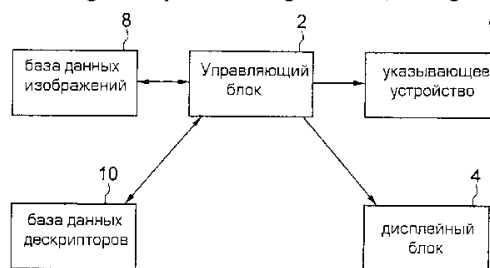 8
2
база данных
изображений
Управляющий
блок
указывающее
устройство
10
4
база данных
дескрипторов
дисплейный
блок